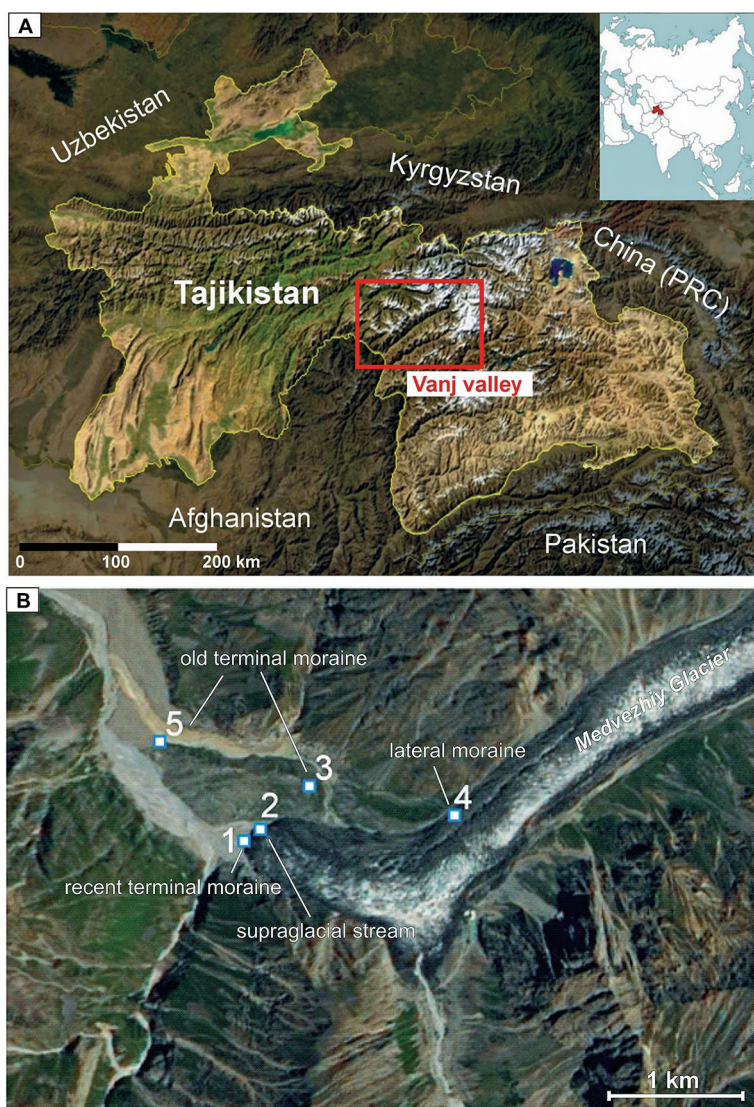 A
Uzbekistan
Kyrgyzstan
China (PRC)
Tajikistan
Vanj valley
Afghanistan
Pakistan
0 100 200 km
B
old terminal moraine
Medvezhiy Glacier
5
lateral moraine
3
4
2
1
recent terminal moraine
supraglacial stream
1 km